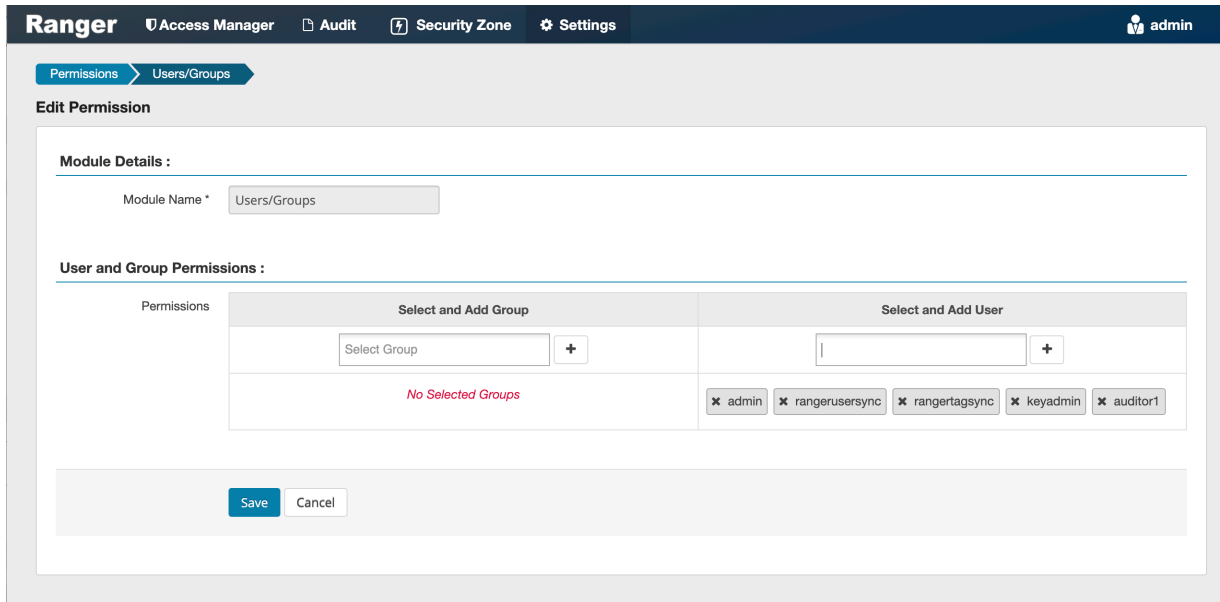 Ranger Access Manager Audit Security Zone Settings admin
Permissions Users/Groups
Edit Permission
Module Details :
Module Name * Users/Groups
User and Group Permissions :
Permissions Select and Add Group Select and Add User
Select Group
No Selected Groups admin rangerusersync rangertagsync keyadmin auditor1
Save Cancel